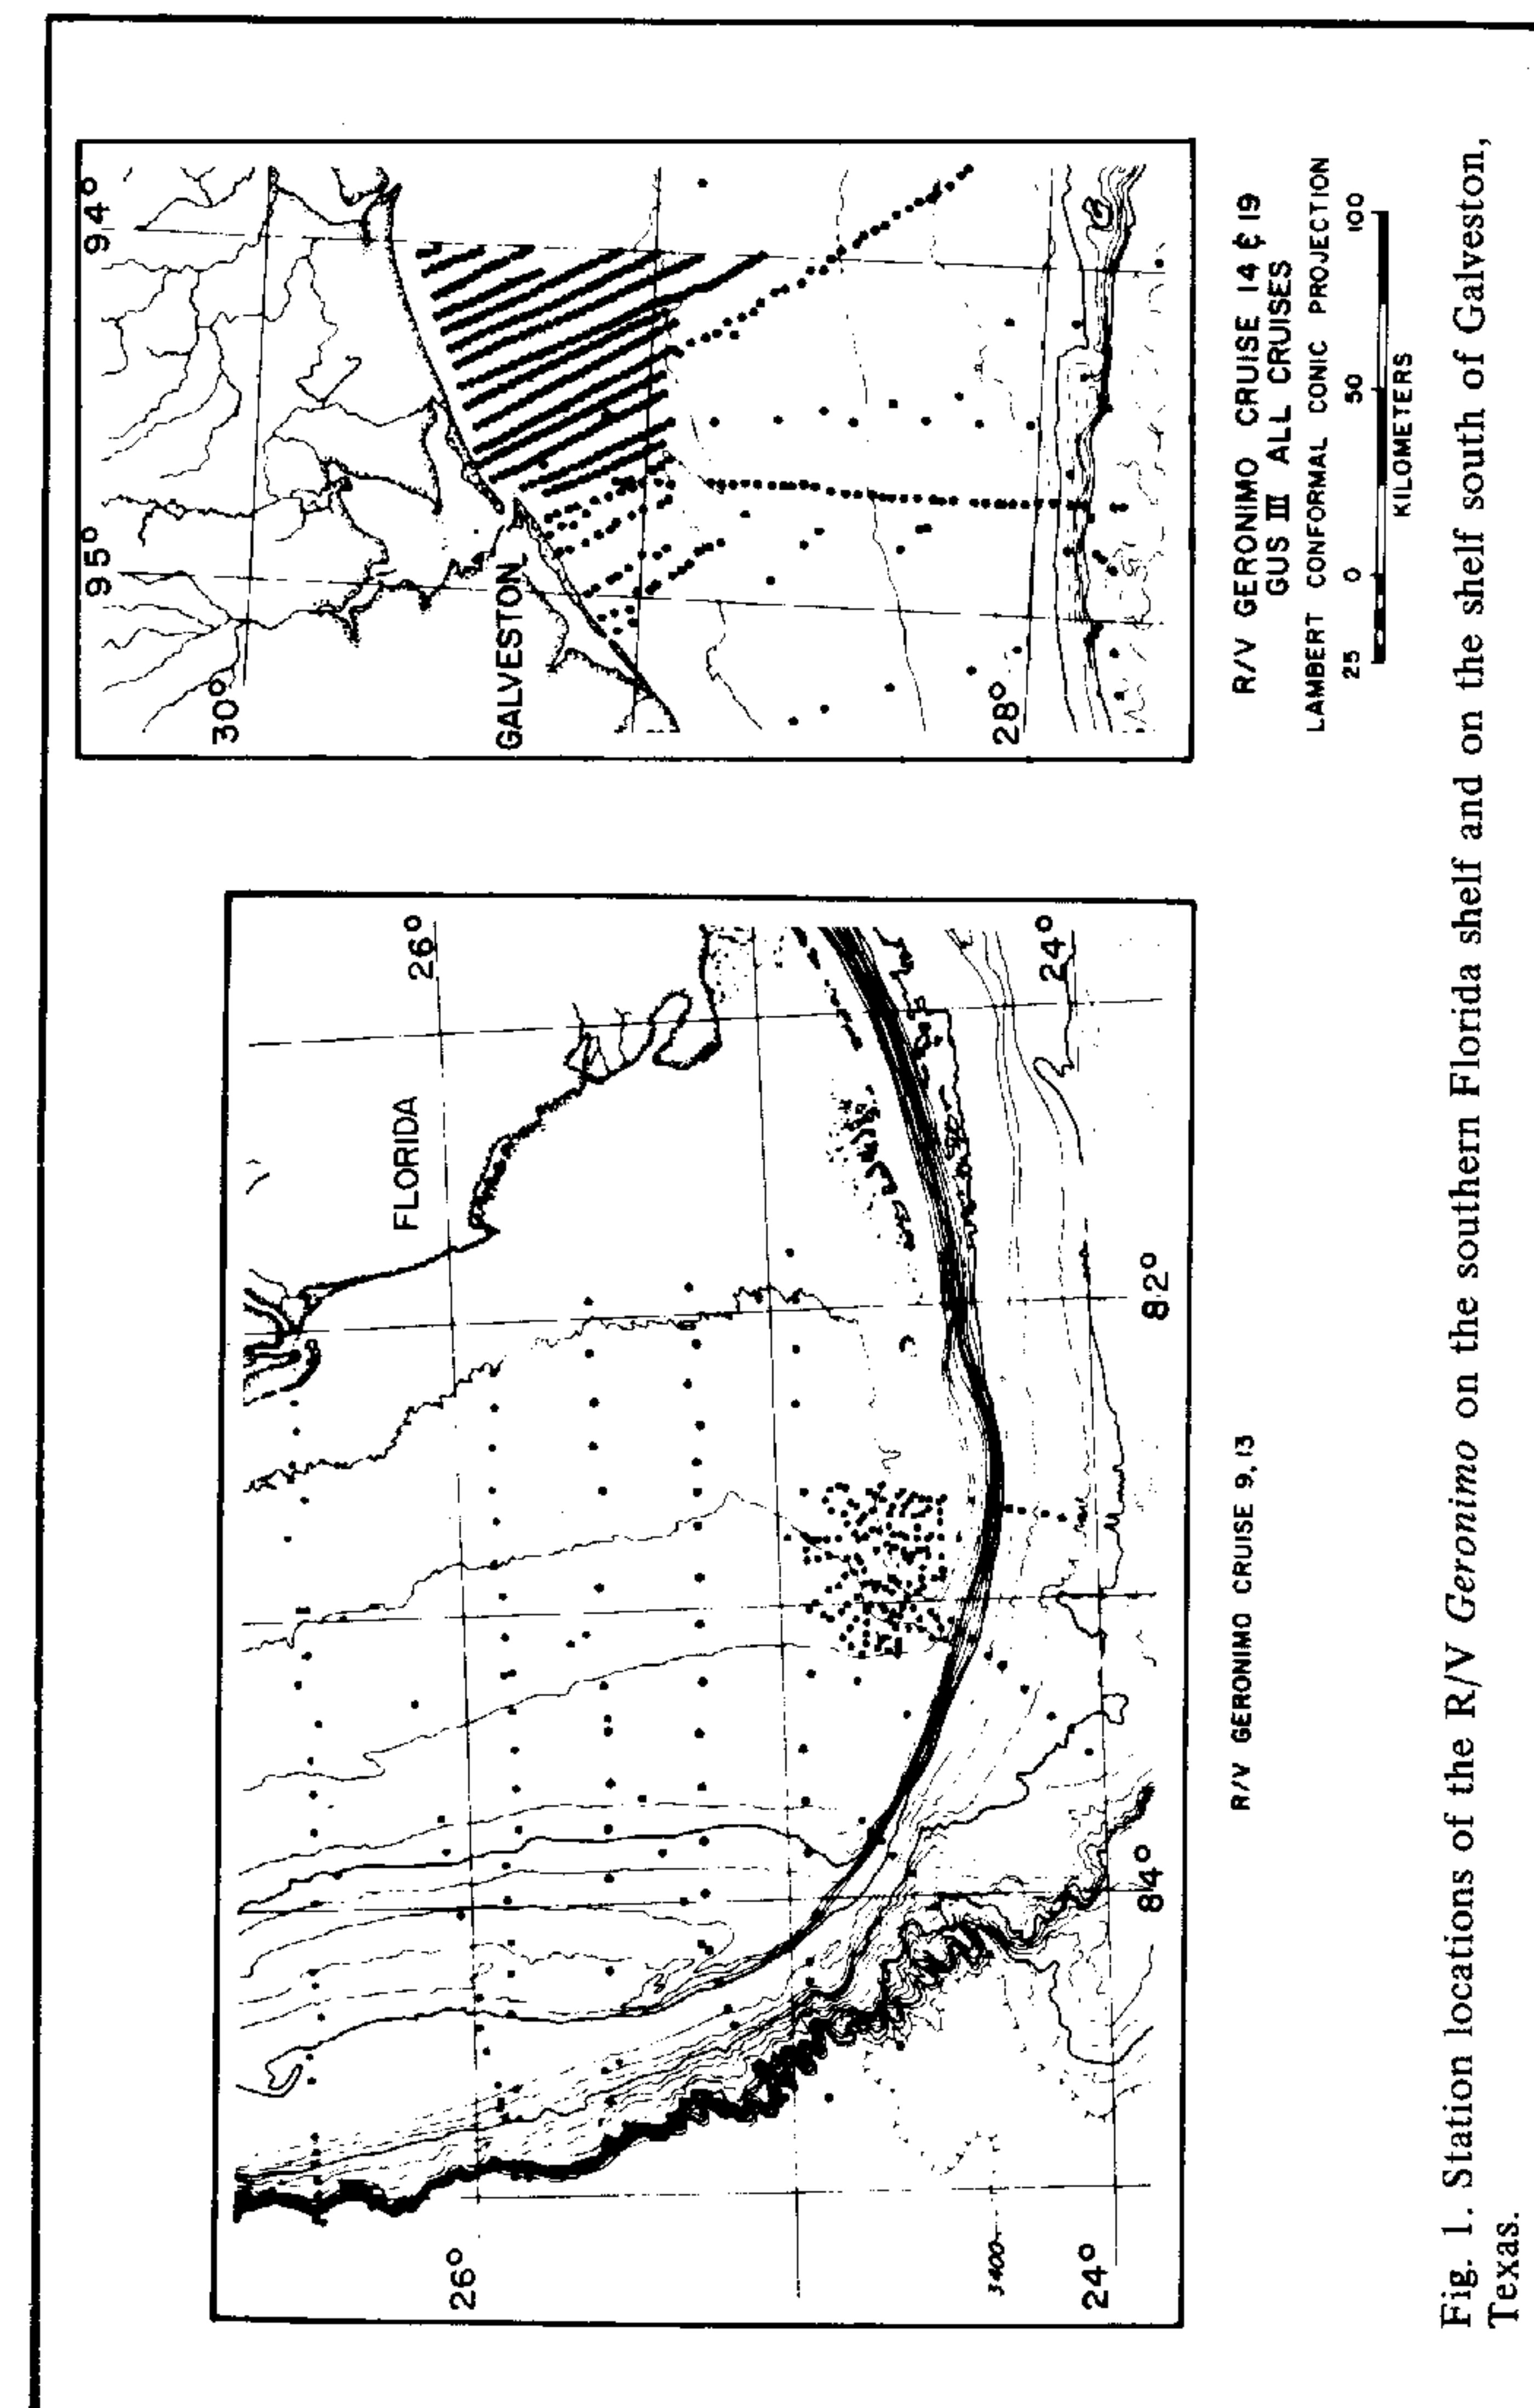 26°
FLORIDA
26°
3400
24°
84°
82°
24°
R/V GERONIMO CRUISE 9,13
95°
94°
30°
GALVESTON
28°
R/V GERONIMO CRUISE 14 & 19
GUS III ALL CRUISES
LAMBERT CONFORMAL CONIC PROJECTION
25 0 50 100
KILOMETERS
Fig. 1. Station locations of the R/V Geronimo on the southern Florida shelf and on the shelf south of Galveston,
Texas.